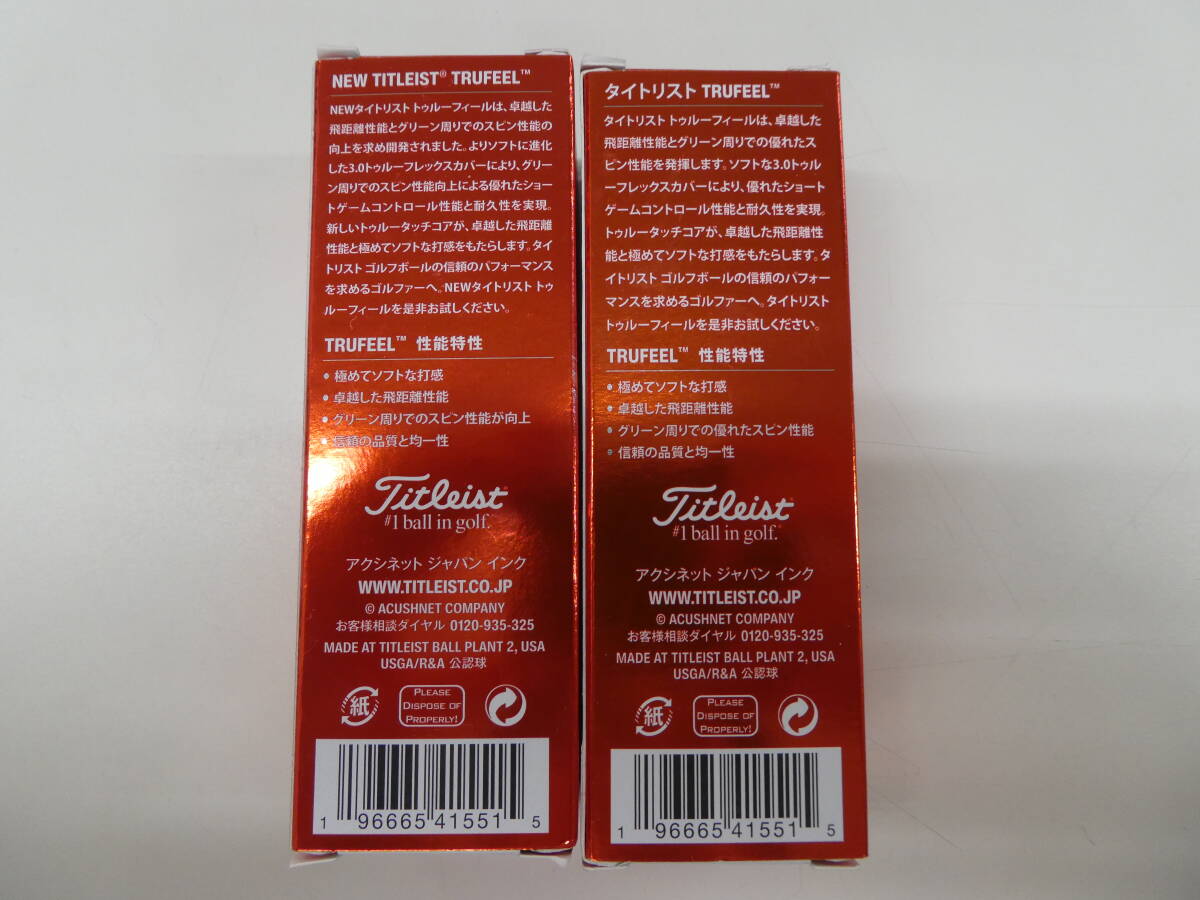 NEW TITLEIST® TRUFEEL™
NEWタイトリスト トゥルーフィールは、卓越した
飛距離性能とグリーン周りでのスピン性能の
向上を求め開発されました。よりソフトに進化
した3.0トゥルーフレックスカバーにより、グリー
ン周りでのスピン性能向上による優れたショー
トゲームコントロール性能と耐久性を実現。
新しいトゥルータッチコアが、卓越した飛距離
性能と極めてソフトな打感をもたらします。タイ
トリスト ゴルフボールの信頼のパフォーマンス
を求めるゴルファーへ。NEWタイトリスト トゥ
ルーフィールを是非お試しください。
TRUFEEL™ 性能特性
• 極めてソフトな打感
• 卓越した飛距離性能
• グリーン周りでのスピン性能が向上
• 信頼の品質と均一性
Titleist®
#1 ball in golf.®
アクシネット ジャパン インク
WWW.TITLEIST.CO.JP
© ACUSHNET COMPANY
お客様相談ダイヤル 0120-935-325
MADE AT TITLEIST BALL PLANT 2, USA
USGA/R&A 公認球
紙
PLEASE
DISPOSE OF
PROPERLY!
1 96665 41551 5
タイトリスト TRUFEEL™
タイトリスト トゥルーフィールは、卓越した
飛距離性能とグリーン周りでの優れたス
ピン性能を発揮します。ソフトな3.0トゥル
ーフレックスカバーにより、優れたショート
ゲームコントロール性能と耐久性を実現。
トゥルータッチコアが、卓越した飛距離性
能と極めてソフトな打感をもたらします。タ
イトリスト ゴルフボールの信頼のパフォー
マンスを求めるゴルファーへ。タイトリスト
トゥルーフィールを是非お試しください。
TRUFEEL™ 性能特性
• 極めてソフトな打感
• 卓越した飛距離性能
• グリーン周りでの優れたスピン性能
• 信頼の品質と均一性
Titleist®
#1 ball in golf.®
アクシネット ジャパン インク
WWW.TITLEIST.CO.JP
© ACUSHNET COMPANY
お客様相談ダイヤル 0120-935-325
MADE AT TITLEIST BALL PLANT 2, USA
USGA/R&A 公認球
紙
PLEASE
DISPOSE OF
PROPERLY!
1 96665 41551 5